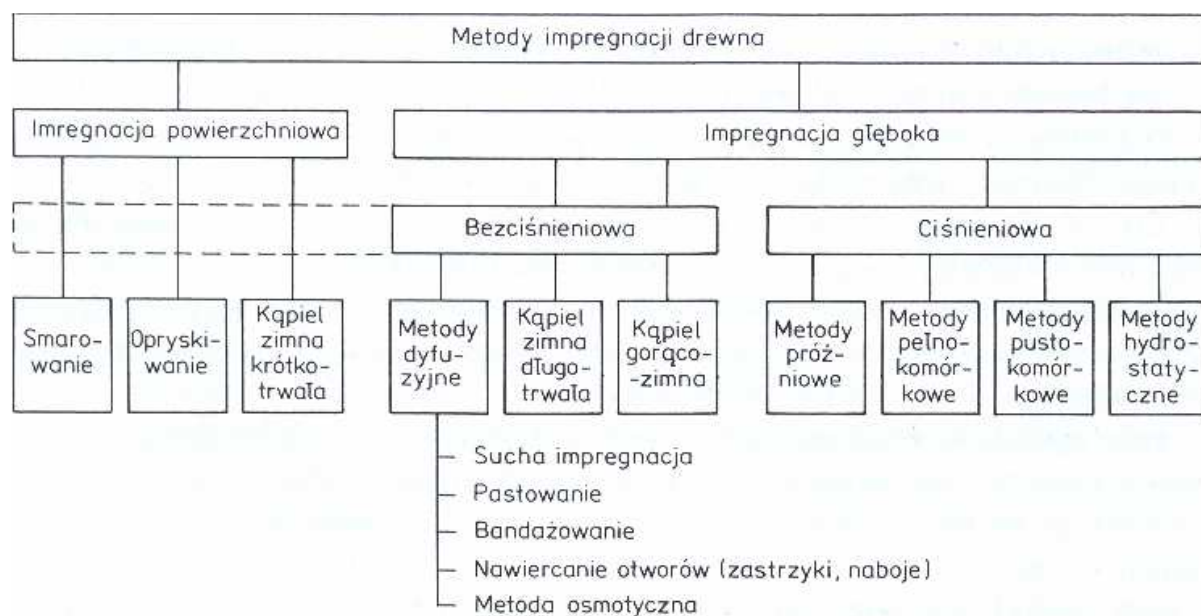 Metody impregnacji drewna
Imregnacja powierzchniowa
Impregnacja głęboka
Bezciśnieniowa
Ciśnieniowa
Smaro-
wanie
Opryski-
wanie
Kąpiel
zimna
krótko-
trwała
Metody
dyfu-
zyjne
Kąpiel
zimna
długo-
trwała
Kąpiel
gorąco-
-zimna
Metody
próż-
niowe
Metody
pełno-
komór-
kowe
Metody
pusto-
komór-
kowe
Metody
hydro-
staty-
czne
Sucha impregnacja
Pastowanie
Bandażowanie
Nawiercanie otworów (zastrzyki, naboje)
Metoda osmotyczna